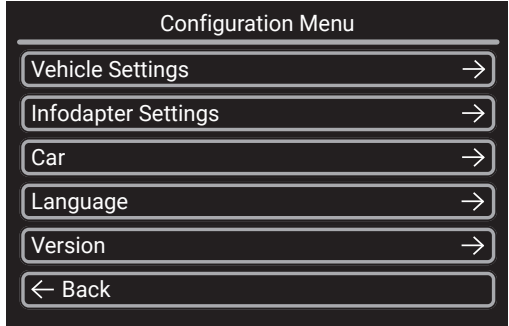 Configuration Menu
Vehicle Settings →
Infodapter Settings →
Car →
Language →
Version →
← Back